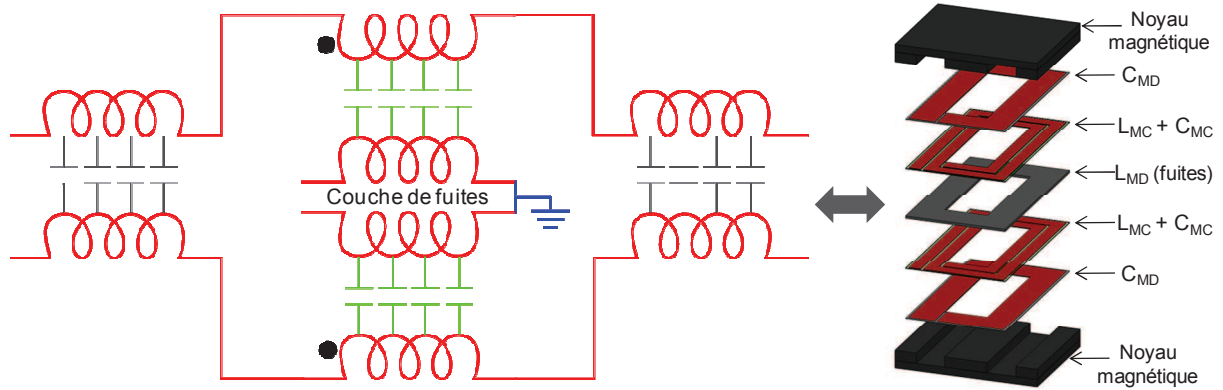 Couche de fuites
Noyau
magnétique
C_MD
L_MC + C_MC
L_MD (fuites)
L_MC + C_MC
C_MD
Noyau
magnétique